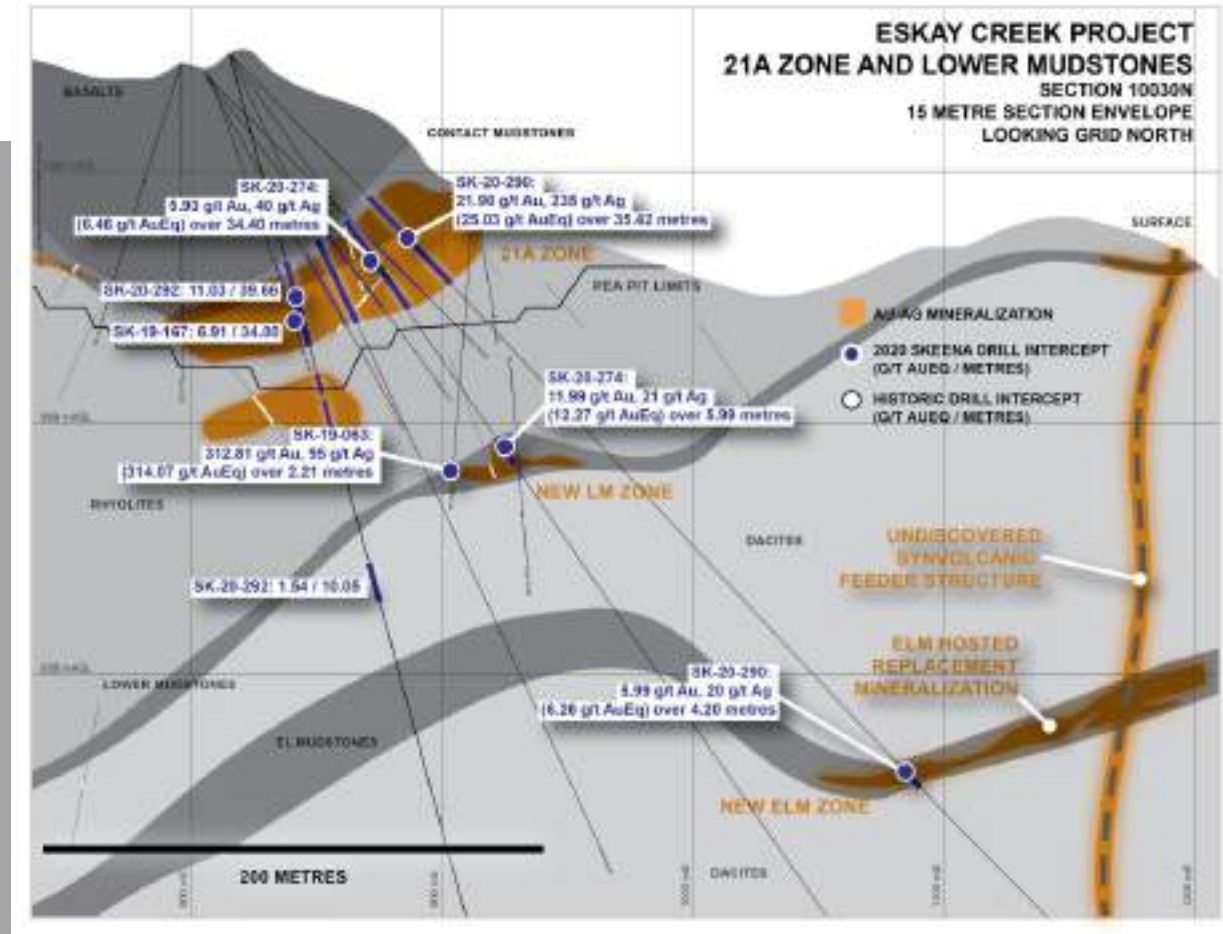 ESKAY CREEK PROJECT
21A ZONE AND LOWER MUDSTONES
SECTION 10030N
15 METRE SECTION ENVELOPE
LOOKING GRID NORTH
BASALTS
CONTACT MUDSTONES
SK-20-274:
5.93 g/t Au, 40 g/t Ag
(6.46 g/t AuEq) over 34.40 metres
SK-20-290:
21.90 g/t Au, 235 g/t Ag
(25.03 g/t AuEq) over 35.42 metres
SURFACE
21A ZONE
SK-20-292: 11.03 / 39.66
PEA PIT LIMITS
AU-AG MINERALIZATION
SK-19-167: 6.91 / 34.00
2020 SKEENA DRILL INTERCEPT
(G/T AUEQ / METRES)
HISTORIC DRILL INTERCEPT
(G/T AUEQ / METRES)
SK-20-274:
11.99 g/t Au, 21 g/t Ag
(12.27 g/t AuEq) over 5.99 metres
SK-19-063:
312.81 g/t Au, 95 g/t Ag
(314.07 g/t AuEq) over 2.21 metres
NEW LM ZONE
RHYOLITES
DACITES
UNDISCOVERED
SYNVOLCANIC
FEEDER STRUCTURE
SK-20-292: 1.54 / 10.05
ELM HOSTED
REPLACEMENT
MINERALIZATION
SK-20-290:
5.99 g/t Au, 20 g/t Ag
(6.26 g/t AuEq) over 4.20 metres
LOWER MUDSTONES
EL MUDSTONES
NEW ELM ZONE
200 METRES
DACITES